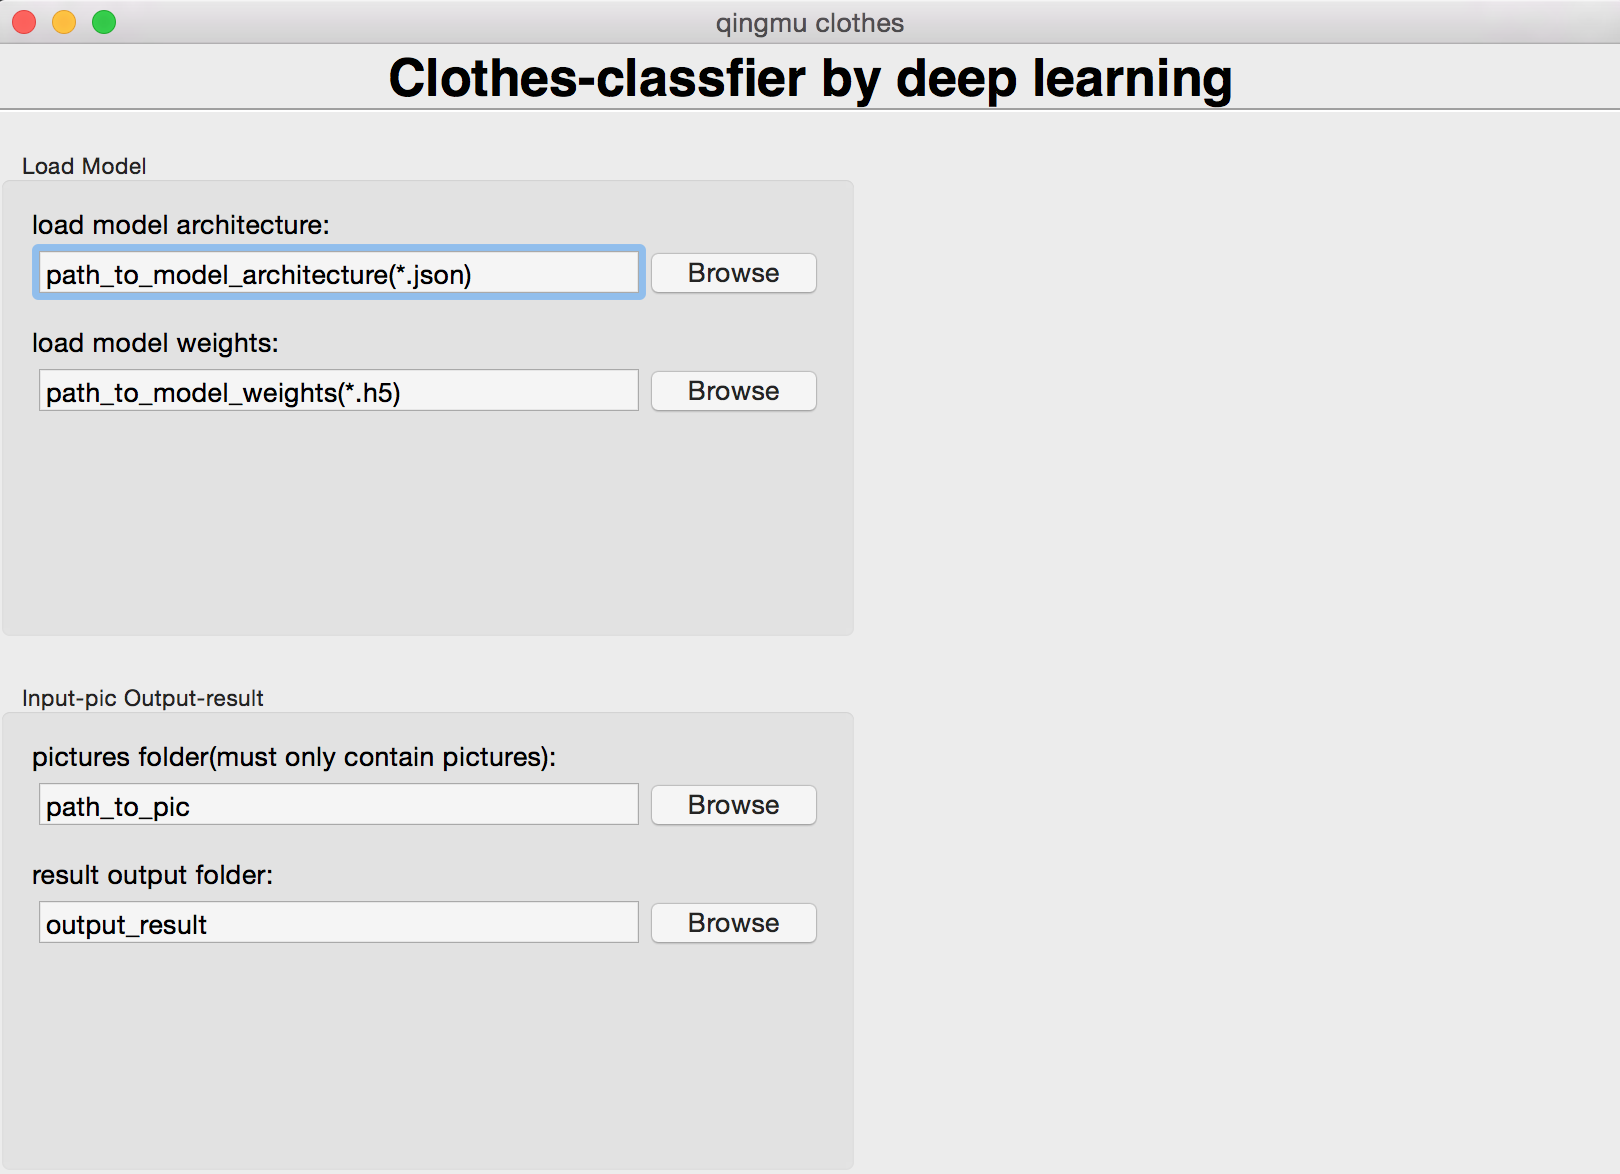 qingmu clothes
Clothes-classfier by deep learning
Load Model
load model architecture:
path_to_model_architecture(*.json) Browse
load model weights:
path_to_model_weights(*.h5) Browse
Input-pic Output-result
pictures folder(must only contain pictures):
path_to_pic Browse
result output folder:
output_result Browse